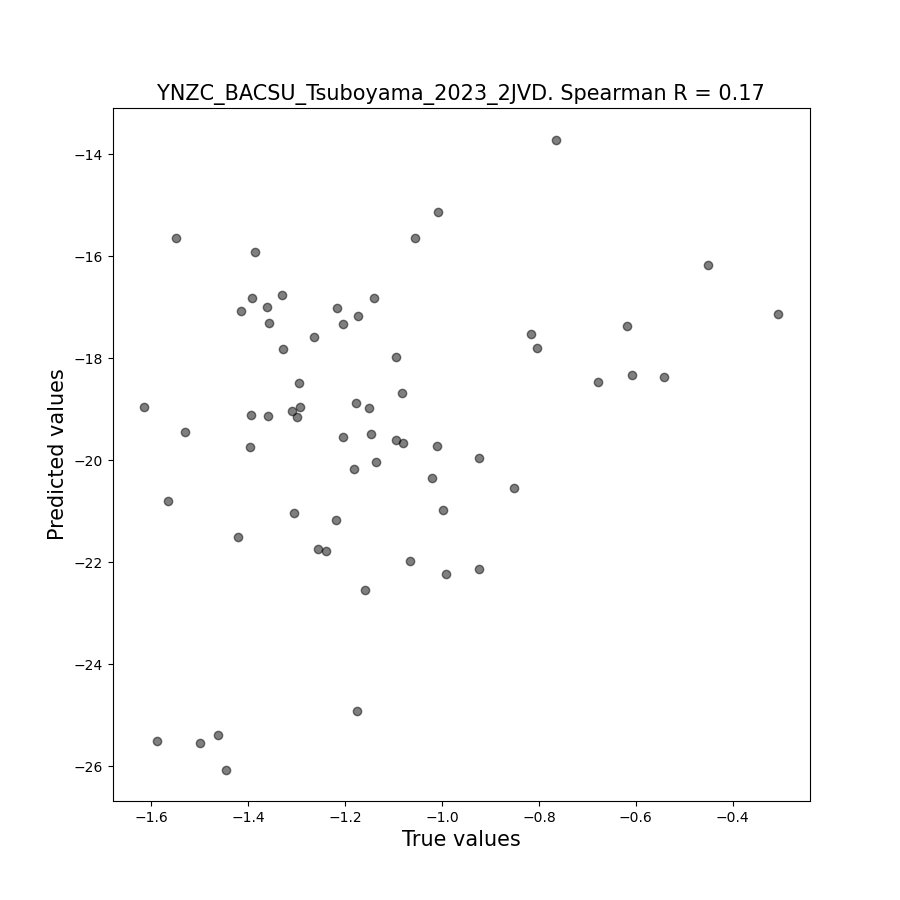 YNZC_BACSU_Tsuboyama_2023_2JVD. Spearman R = 0.17
−14
−16
−18
−20
−22
−24
−26
Predicted values
−1.6 −1.4 −1.2 −1.0 −0.8 −0.6 −0.4
True values